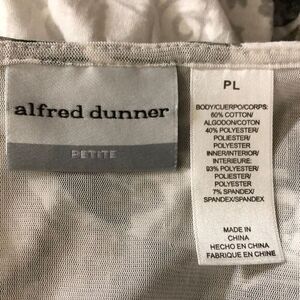 alfred dunner
PETITE
PL
BODY/CUERPO/CORPS:
60% COTTON/
ALGODON/COTON
40% POLYESTER/
POLIESTER/
POLYESTER
INNER/INTERIOR/
INTERIEURE:
93% POLYESTER/
POLIESTER/
POLYESTER
7% SPANDEX/
SPANDEX/SPANDEX
MADE IN
CHINA
HECHO EN CHINA
FABRIQUE EN CHINE